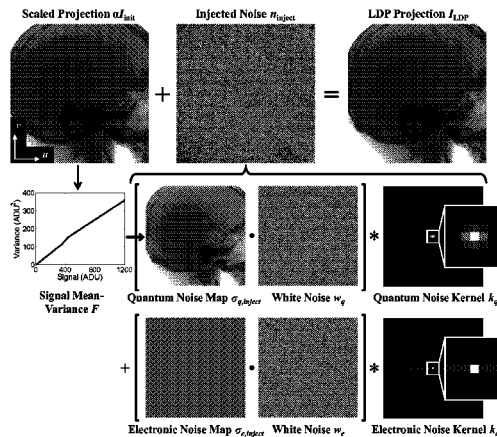 Scaled Projection αI_init
Injected Noise n_inject
LDP Projection I_LDP
+
=
v
u
400
300
200
100
0
Variance (ADU²)
0 400 800 1200
Signal (ADU)
Signal Mean-
Variance F
•
*
Quantum Noise Map σ_q,inject
White Noise w_q
Quantum Noise Kernel k_q
+
•
*
Electronic Noise Map σ_e,inject
White Noise w_e
Electronic Noise Kernel k_e